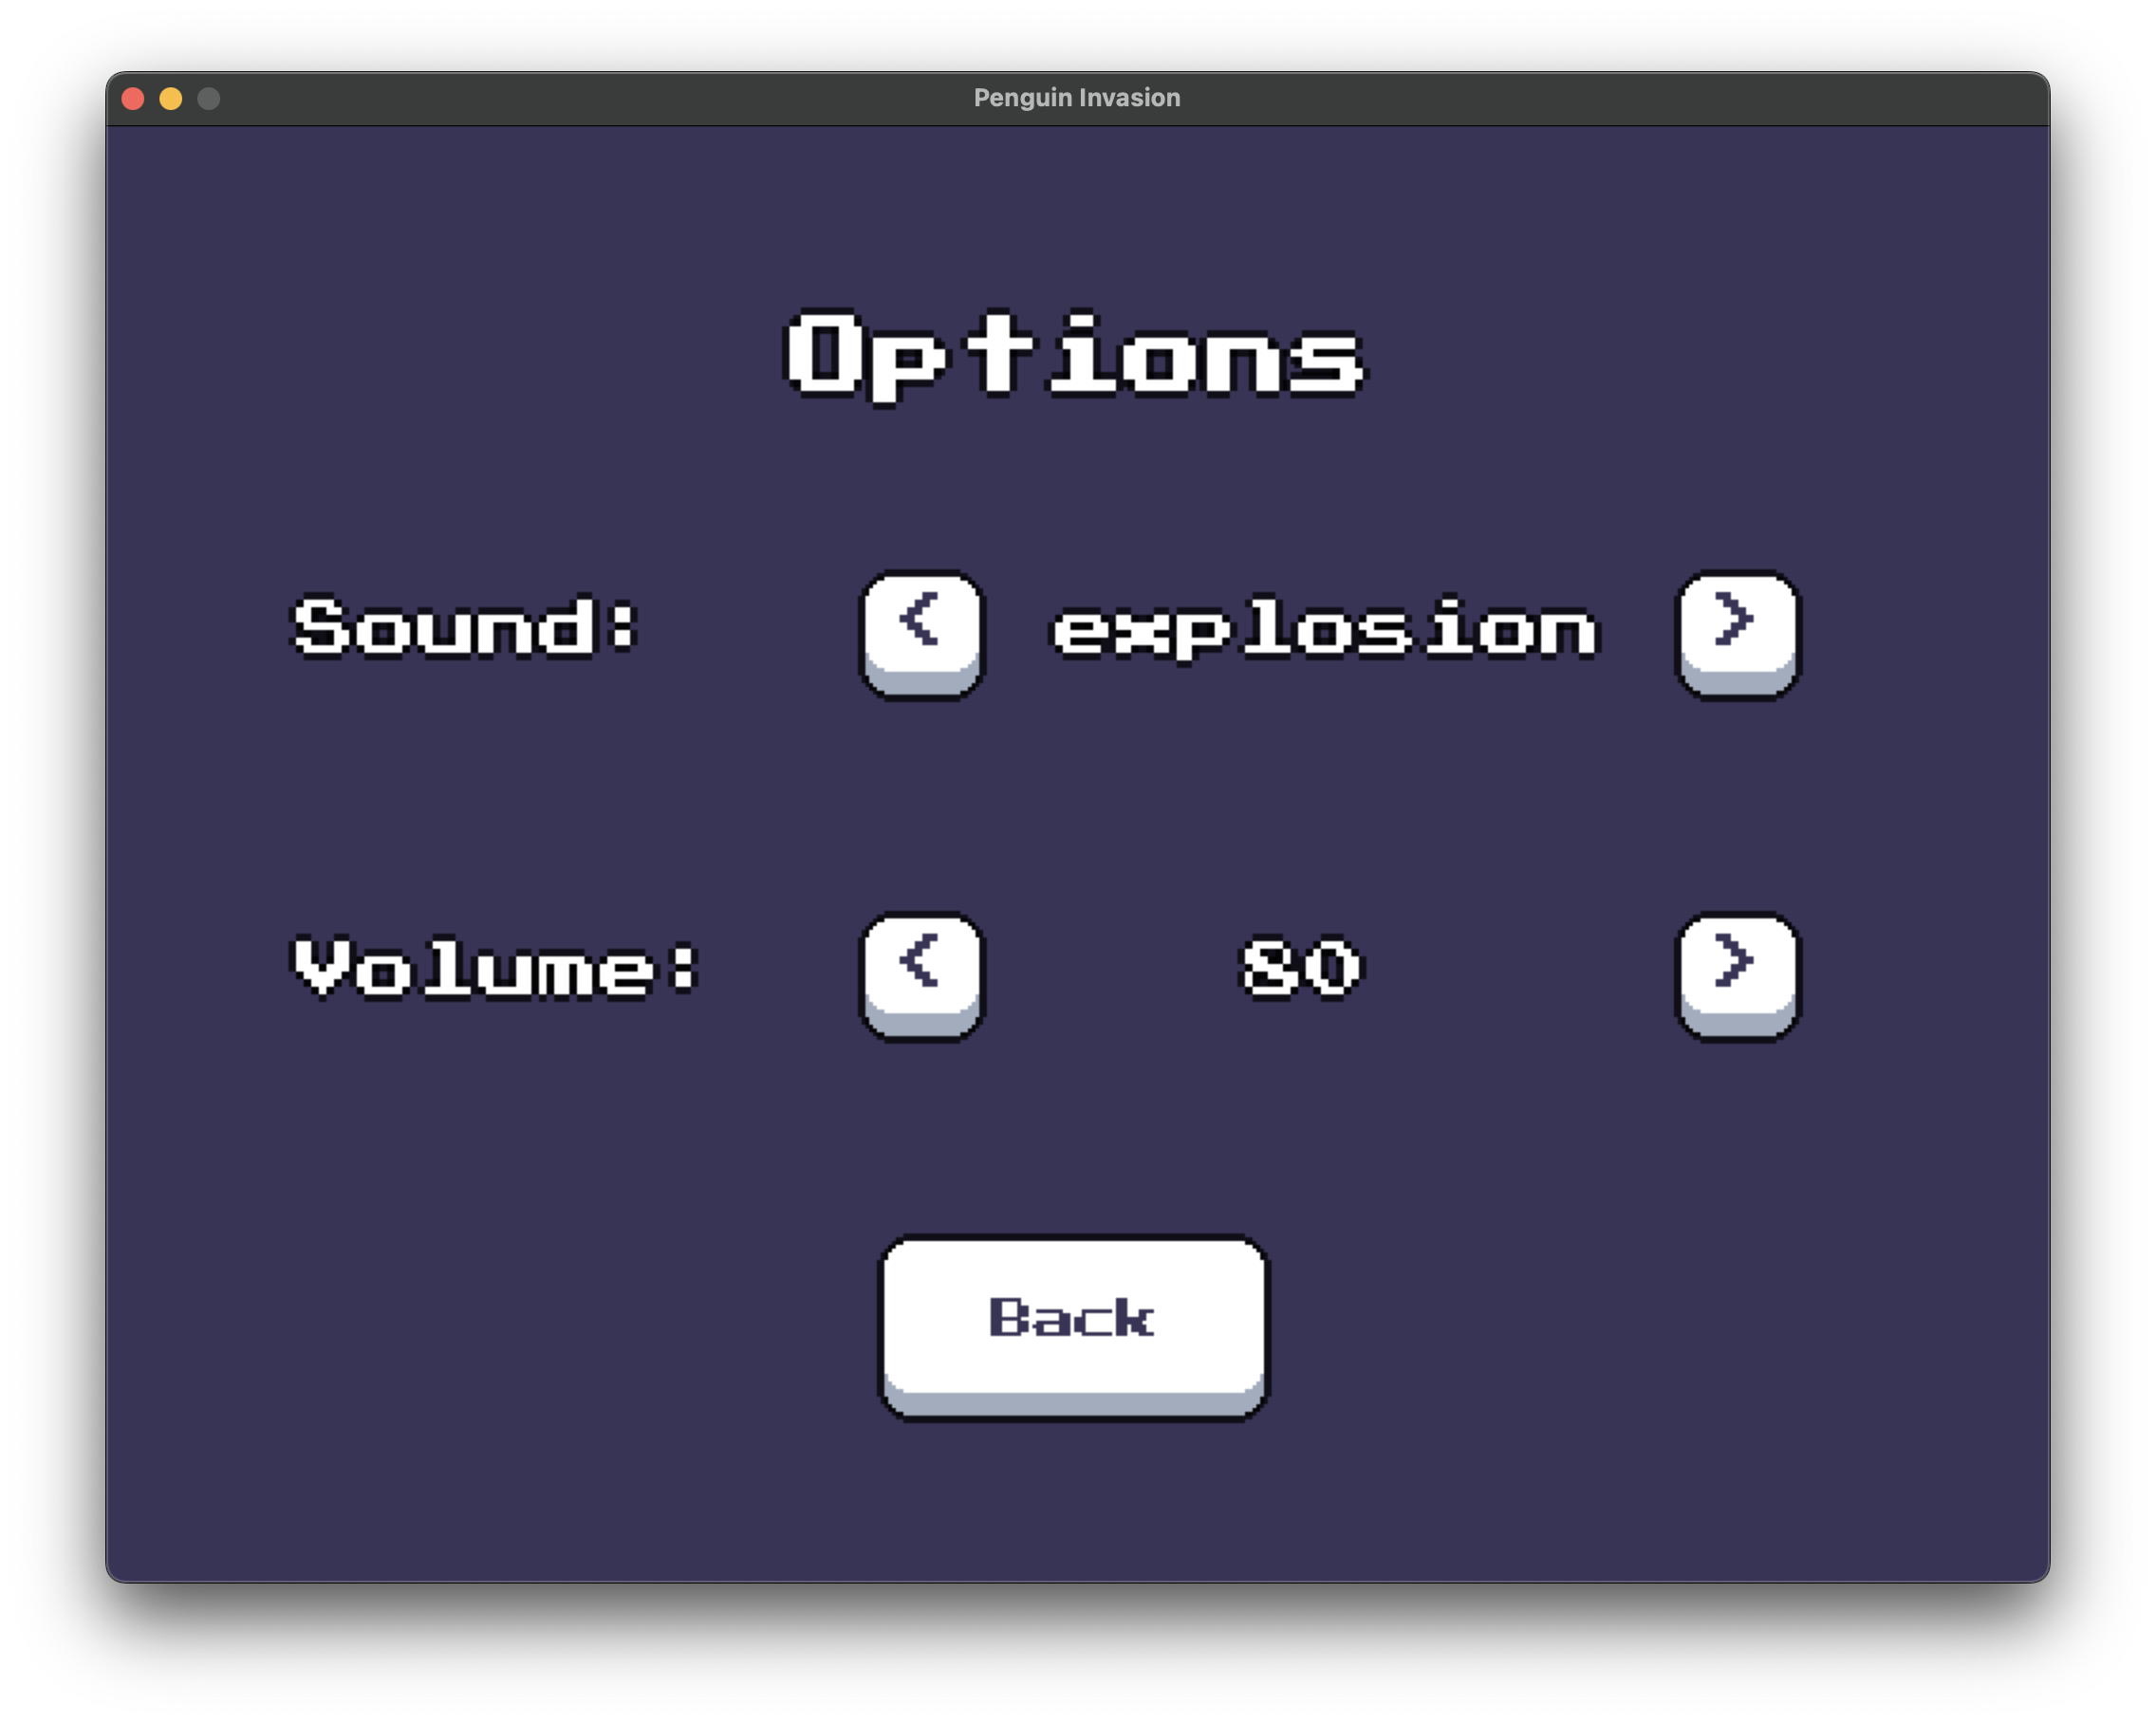 Penguin Invasion
Options
Sound: < explosion >
Volume: < 80 >
Back